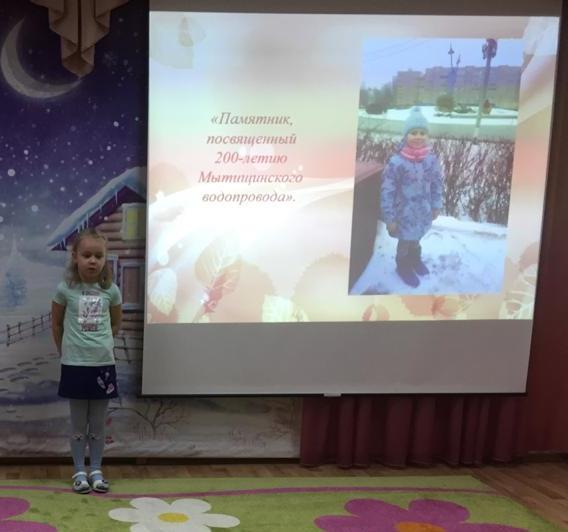 «Памятник,
посвященный
200-летию
Мытищинского
водопровода».